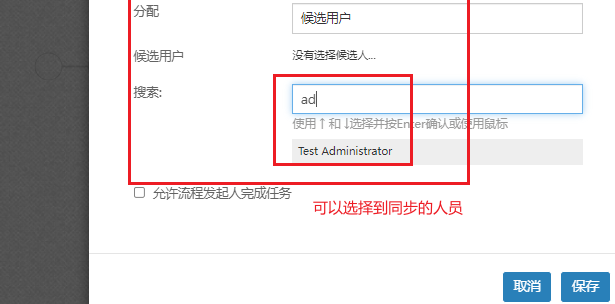 分配
候选用户
候选用户
没有选择候选人...
搜索:
ad
使用↑和↓选择并按Enter确认或使用鼠标
Test Administrator
允许流程发起人完成任务
可以选择到同步的人员
取消
保存